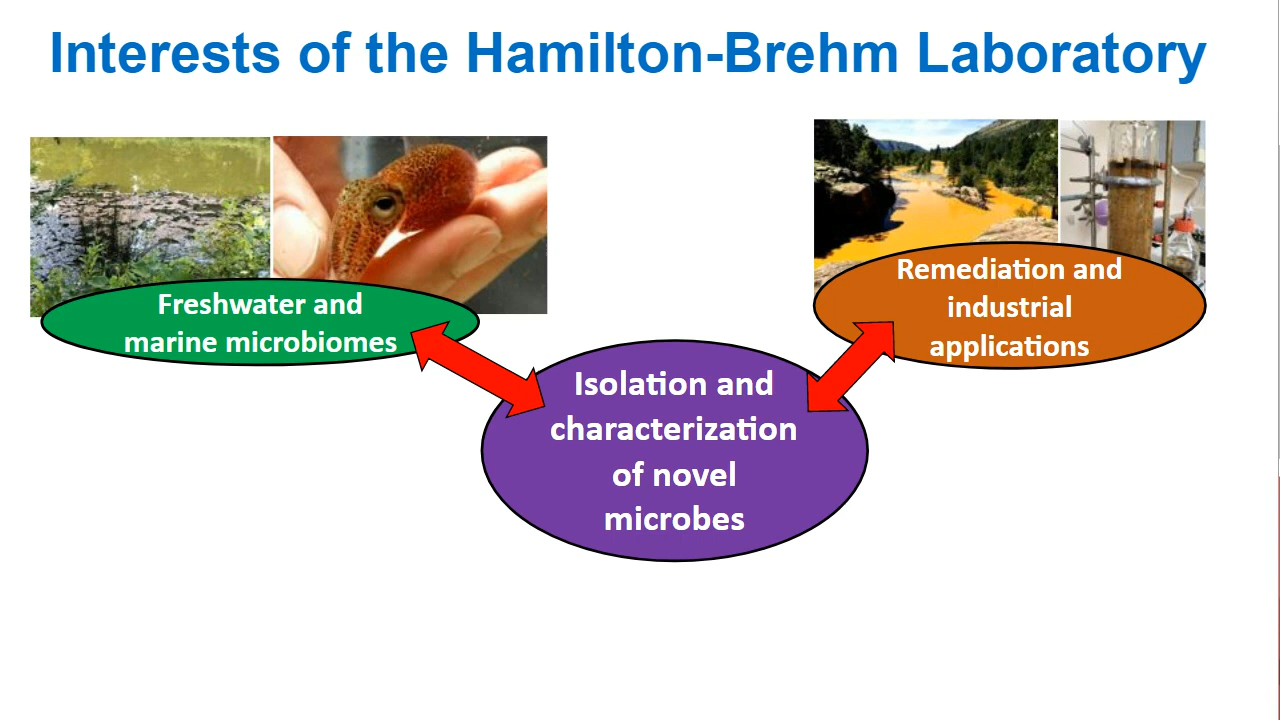 Interests of the Hamilton-Brehm Laboratory
Freshwater and
marine microbiomes
Remediation and
industrial
applications
Isolation and
characterization
of novel
microbes